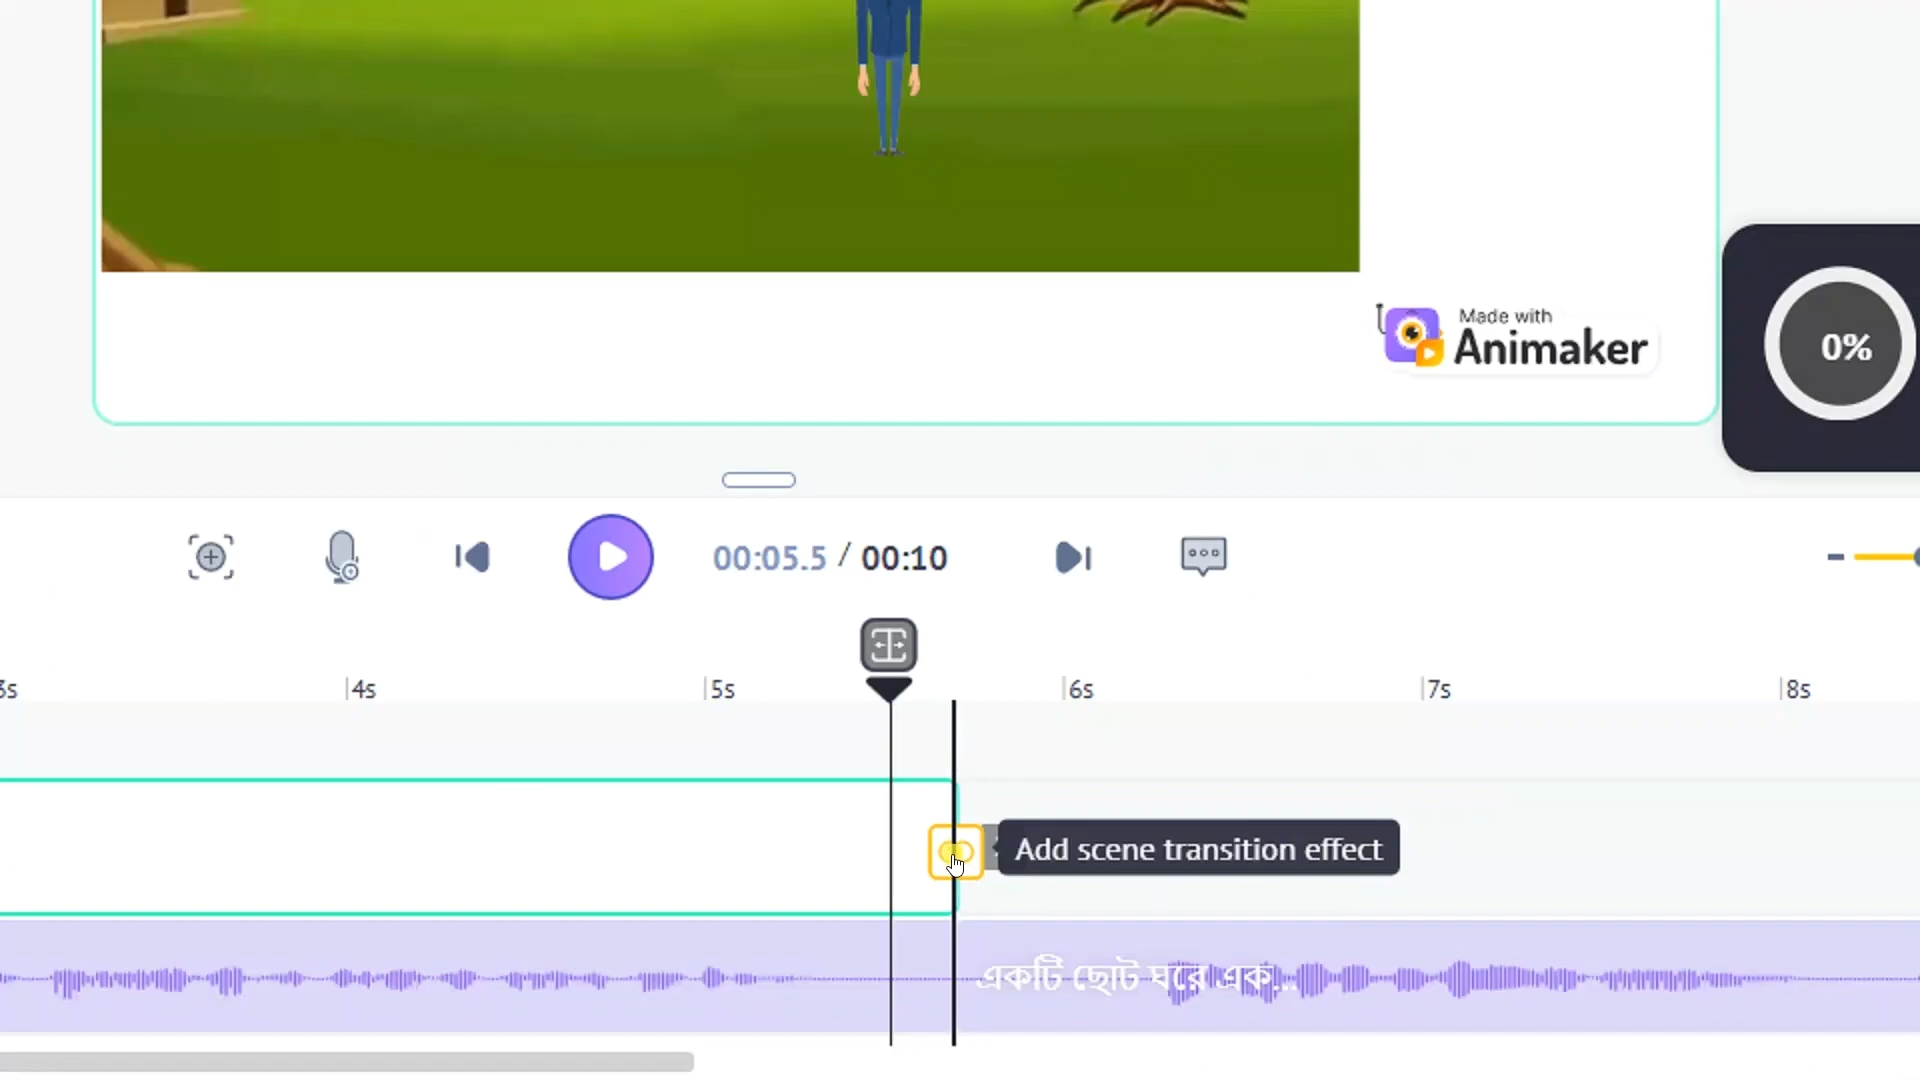 Made with
Animaker
0%
00:05.5 / 00:10
3s
4s
5s
6s
7s
8s
Add scene transition effect
একটি ছোট ঘরে এক...